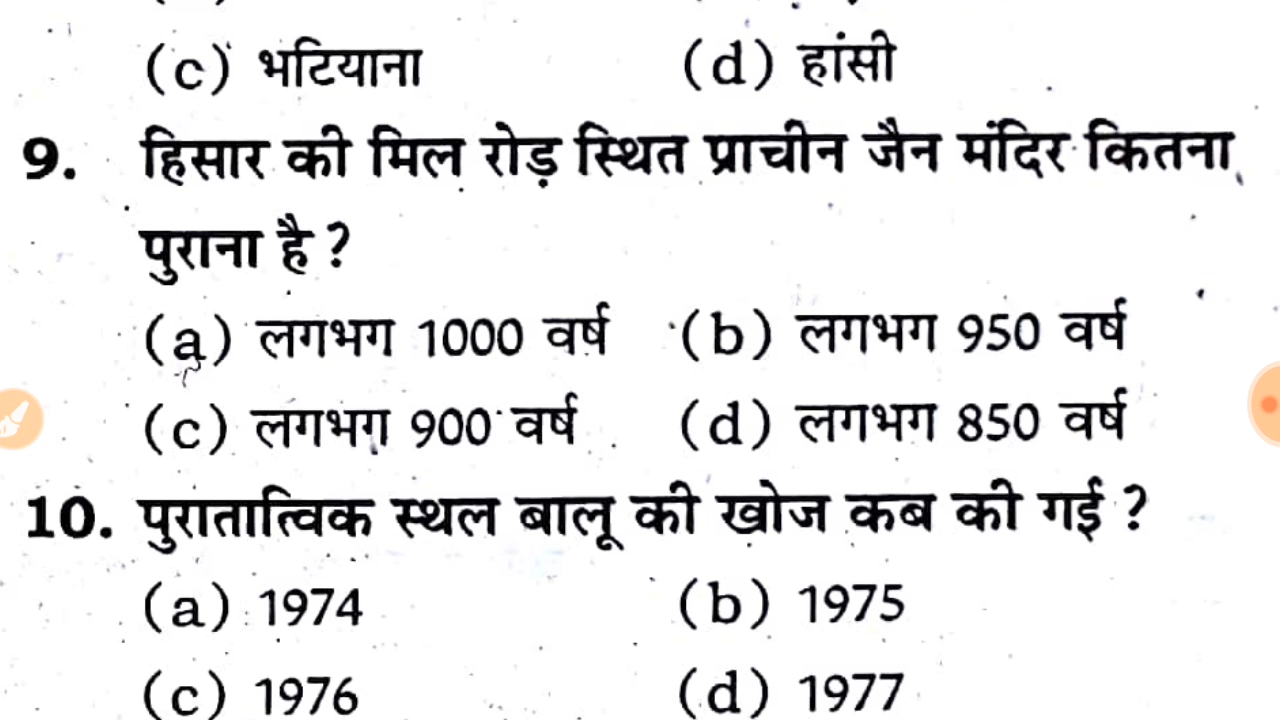 (c) भटियाना (d) हांसी
9. हिसार की मिल रोड़ स्थित प्राचीन जैन मंदिर कितना
पुराना है ?
(a) लगभग 1000 वर्ष (b) लगभग 950 वर्ष
(c) लगभग 900 वर्ष (d) लगभग 850 वर्ष
10. पुरातात्विक स्थल बालू की खोज कब की गई ?
(a) 1974 (b) 1975
(c) 1976 (d) 1977